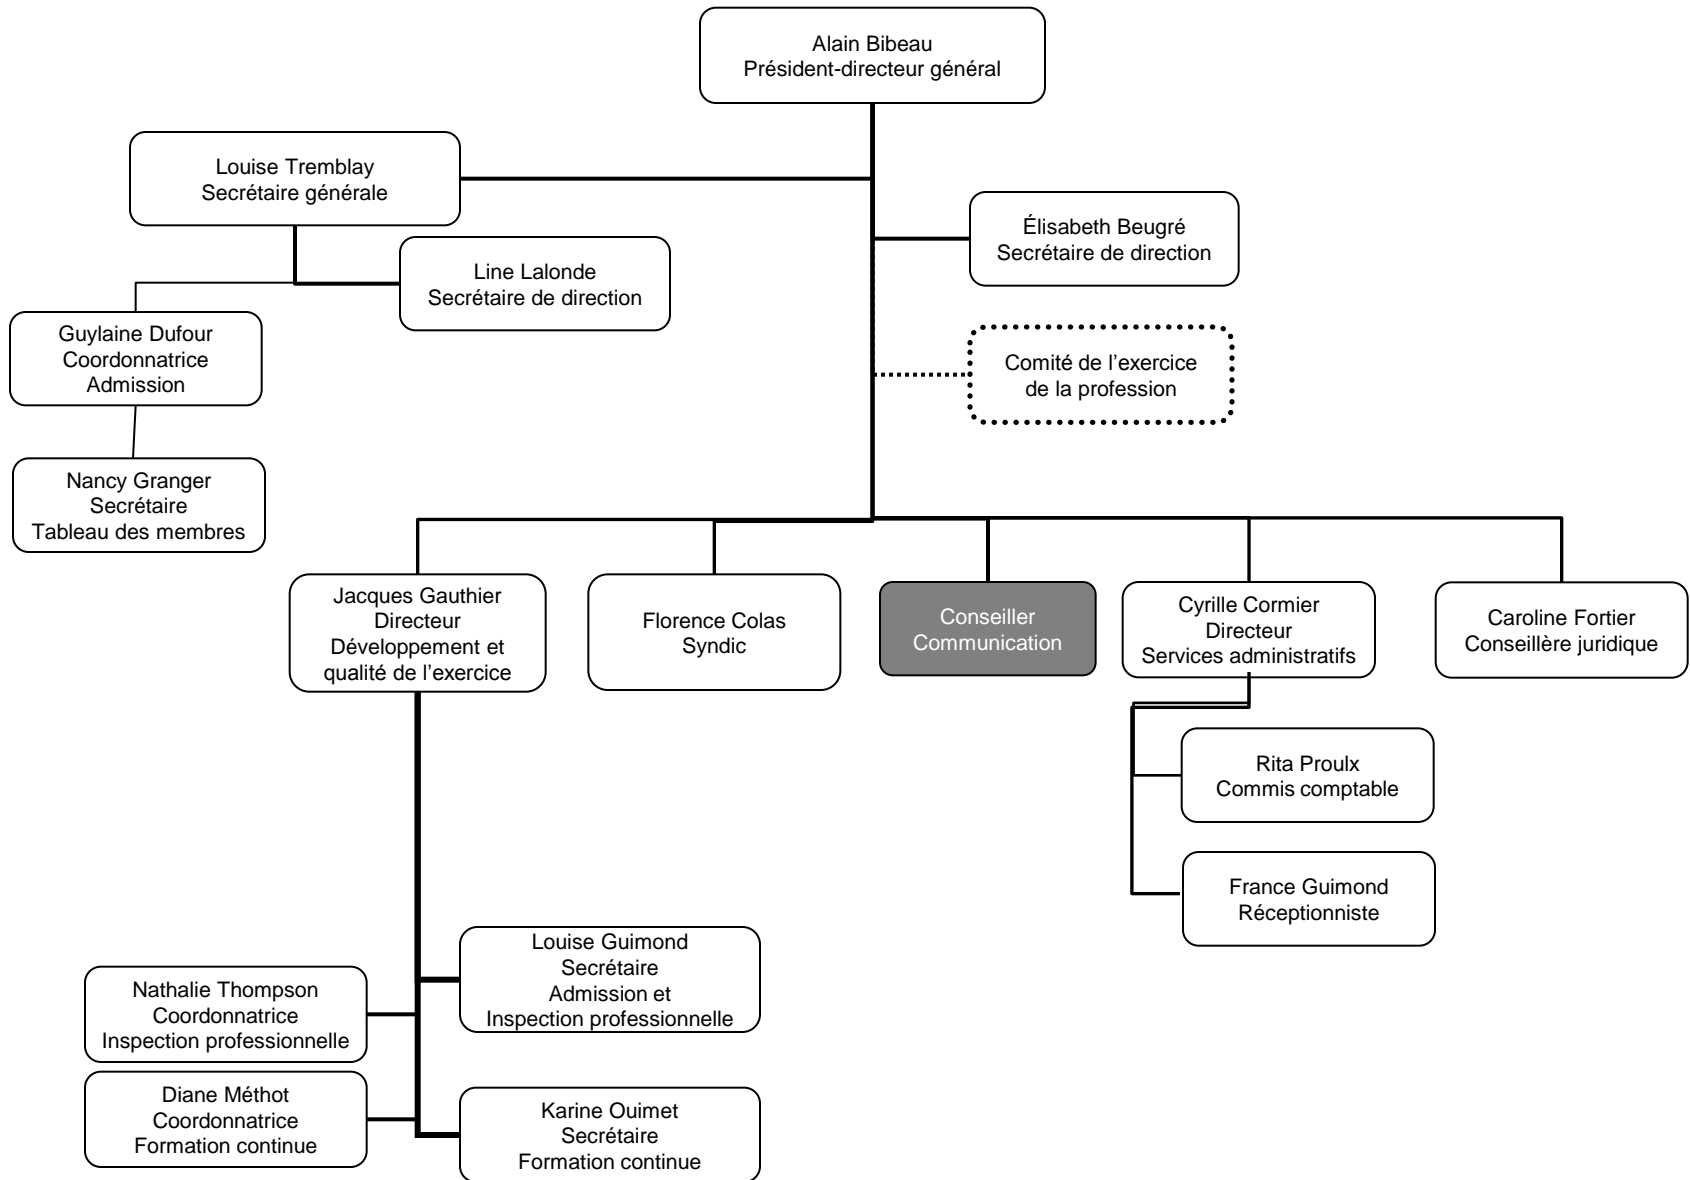 Alain Bibeau
Président-directeur général
Louise Tremblay
Secrétaire générale
Élisabeth Beugré
Secrétaire de direction
Line Lalonde
Secrétaire de direction
Guylaine Dufour
Coordonnatrice
Admission
Comité de l’exercice
de la profession
Nancy Granger
Secrétaire
Tableau des membres
Jacques Gauthier
Directeur
Développement et
qualité de l’exercice
Florence Colas
Syndic
Conseiller
Communication
Cyrille Cormier
Directeur
Services administratifs
Caroline Fortier
Conseillère juridique
Rita Proulx
Commis comptable
France Guimond
Réceptionniste
Louise Guimond
Secrétaire
Admission et
Inspection professionnelle
Nathalie Thompson
Coordonnatrice
Inspection professionnelle
Diane Méthot
Coordonnatrice
Formation continue
Karine Ouimet
Secrétaire
Formation continue